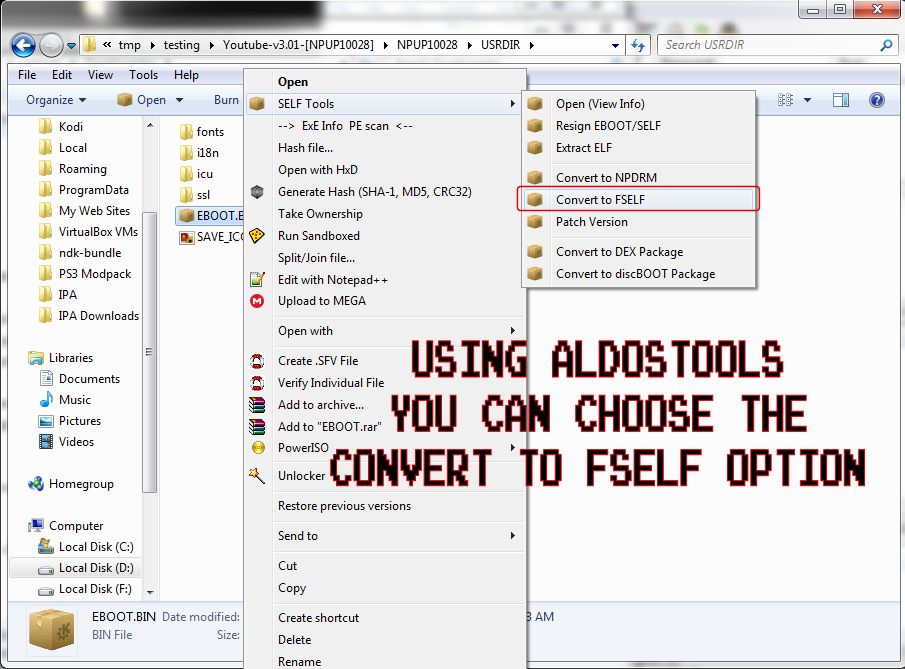 « tmp ▸ testing ▸ Youtube-v3.01-[NPUP10028] ▸ NPUP10028 ▸ USRDIR ▸
Search USRDIR
File Edit View Tools Help
Organize Open Burn
Kodi
Local
Roaming
ProgramData
My Web Sites
VirtualBox VMs
ndk-bundle
PS3 Modpack
IPA
IPA Downloads
Libraries
Documents
Music
Pictures
Videos
Homegroup
Computer
Local Disk (C:)
Local Disk (D:)
Local Disk (F:)
fonts
i18n
icu
ssl
EBOOT.B
SAVE_ICO
Open
SELF Tools
--> ExE Info PE scan <--
Hash file...
Open with HxD
Generate Hash (SHA-1, MD5, CRC32)
Take Ownership
Run Sandboxed
Split/Join file...
Edit with Notepad++
Upload to MEGA
Open with
Create .SFV File
Verify Individual File
Add to archive...
Add to "EBOOT.rar"
PowerISO
Unlocker
Restore previous versions
Send to
Cut
Copy
Create shortcut
Delete
Rename
Open (View Info)
Resign EBOOT/SELF
Extract ELF
Convert to NPDRM
Convert to FSELF
Patch Version
Convert to DEX Package
Convert to discBOOT Package
USING ALDOSTOOLS
YOU CAN CHOOSE THE
CONVERT TO FSELF OPTION
EBOOT.BIN Date modified: AM
BIN File Size: